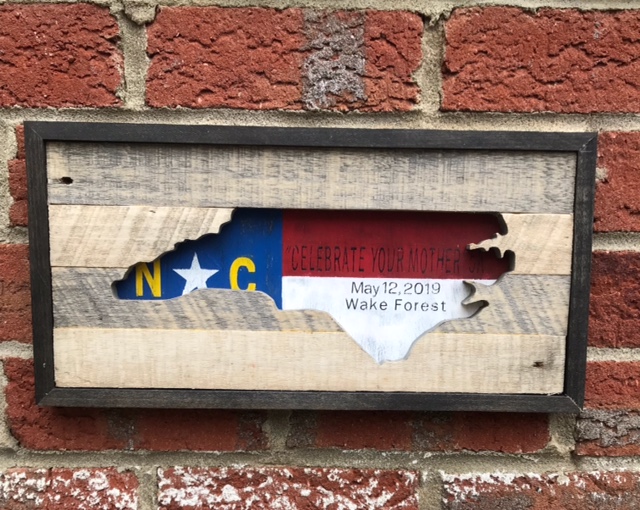 N C
"CELEBRATE YOUR MOTHER
May 12, 2019
Wake Forest